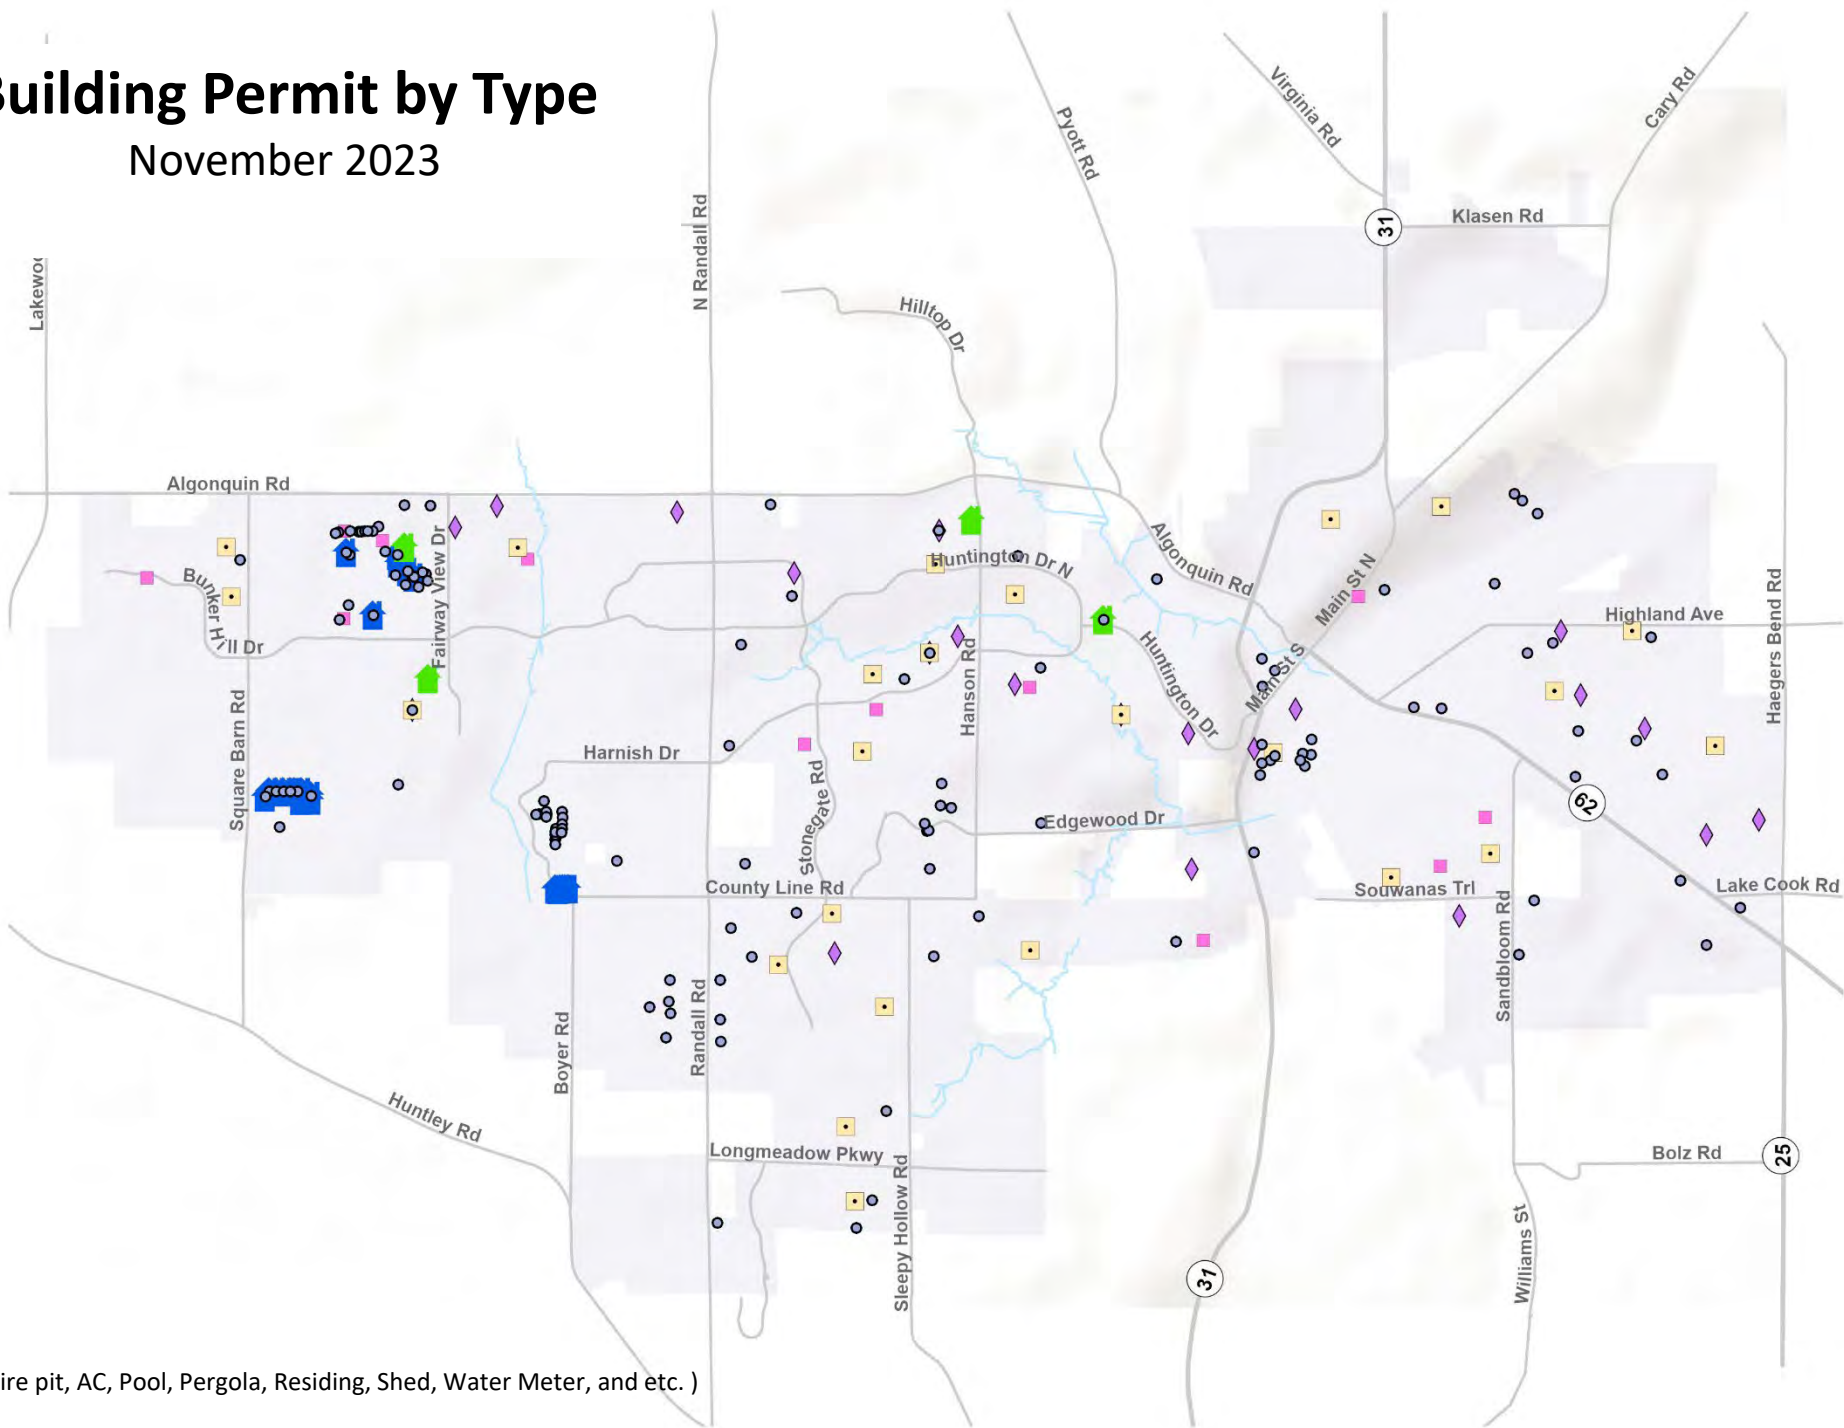 uilding Permit by Type
November 2023
Virginia Rd
Cary Rd
Pyott Rd
N Randall Rd
31
Klasen Rd
Lakewoo
Hilltop Dr
Algonquin Rd
Algonquin Rd
Huntington Dr N
Main St N
Bunker Hill Dr
Fairway View Dr
Highland Ave
Haegers Bend Rd
Huntington Dr
Main St S
Hanson Rd
Square Barn Rd
Harnish Dr
Stonegate Rd
Edgewood Dr
62
County Line Rd
Souwanas Trl
Lake Cook Rd
Sandbloom Rd
Randall Rd
Boyer Rd
Huntley Rd
Longmeadow Pkwy
Bolz Rd
25
Sleepy Hollow Rd
Williams St
31
ire pit, AC, Pool, Pergola, Residing, Shed, Water Meter, and etc. )